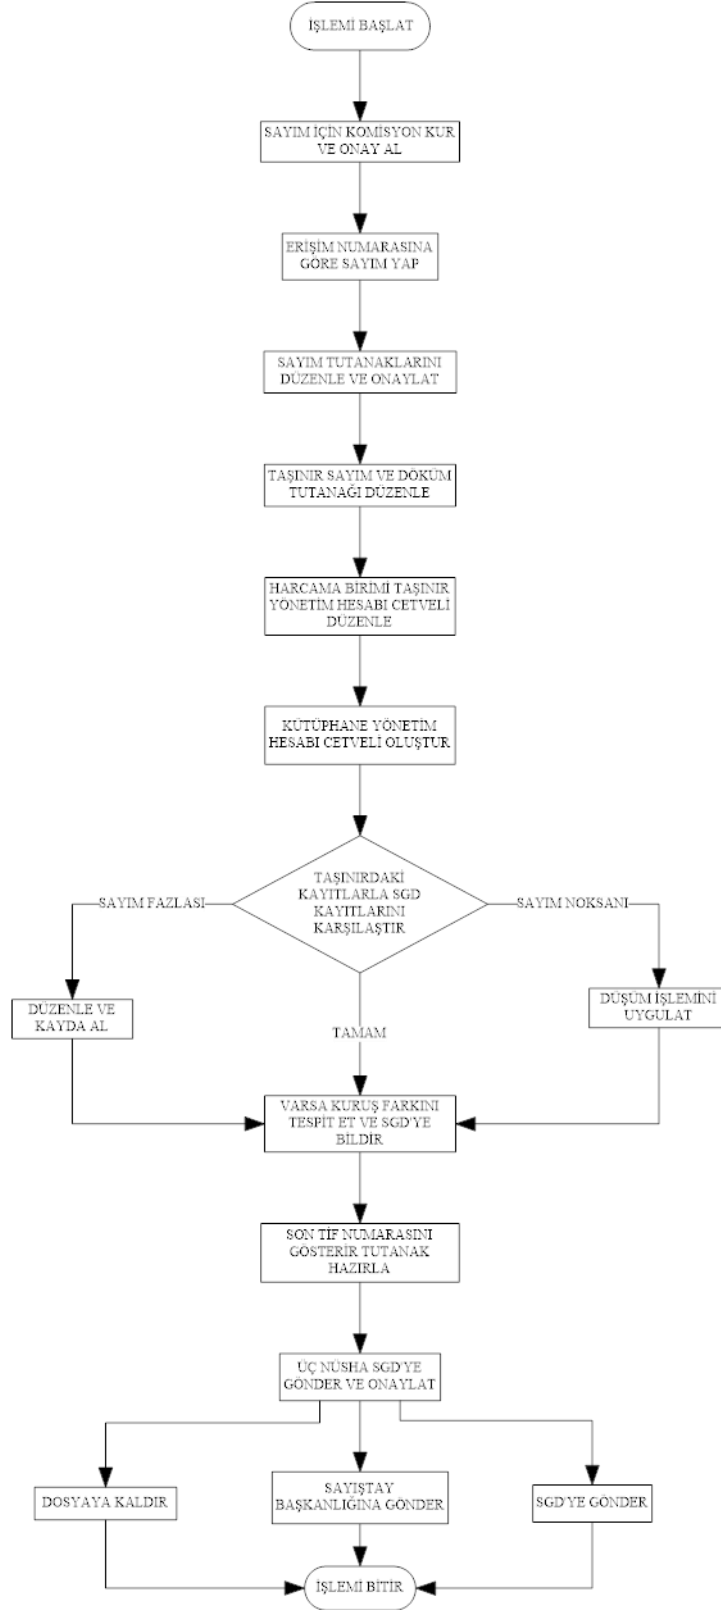 İŞLEMİ BAŞLAT
SAYIM İÇİN KOMİSYON KUR
VE ONAY AL
ERİŞİM NUMARASINA
GÖRE SAYIM YAP
SAYIM TUTANAKLARINI
DÜZENLE VE ONAYLAT
TAŞINIR SAYIM VE DÖKÜM
TUTANAĞI DÜZENLE
HARCAMA BİRİMİ TAŞINIR
YÖNETİM HESABI CETVELİ
DÜZENLE
KÜTÜPHANE YÖNETİM
HESABI CETVELİ OLUŞTUR
TAŞINIRDAKİ
KAYITLARLA SGD
KAYITLARINI
KARŞILAŞTIR
SAYIM FAZLASI
SAYIM NOKSANI
DÜZENLE VE
KAYDA AL
TAMAM
DÜŞÜM İŞLEMİNİ
UYGULAT
VARSA KURUŞ FARKINI
TESPİT ET VE SGD'YE
BİLDİR
SON TİF NUMARASINI
GÖSTERİR TUTANAK
HAZIRLA
ÜÇ NÜSHA SGD'YE
GÖNDER VE ONAYLAT
DOSYAYA KALDIR
SAYIŞTAY
BAŞKANLIĞINA GÖNDER
SGD'YE GÖNDER
İŞLEMİ BİTİR